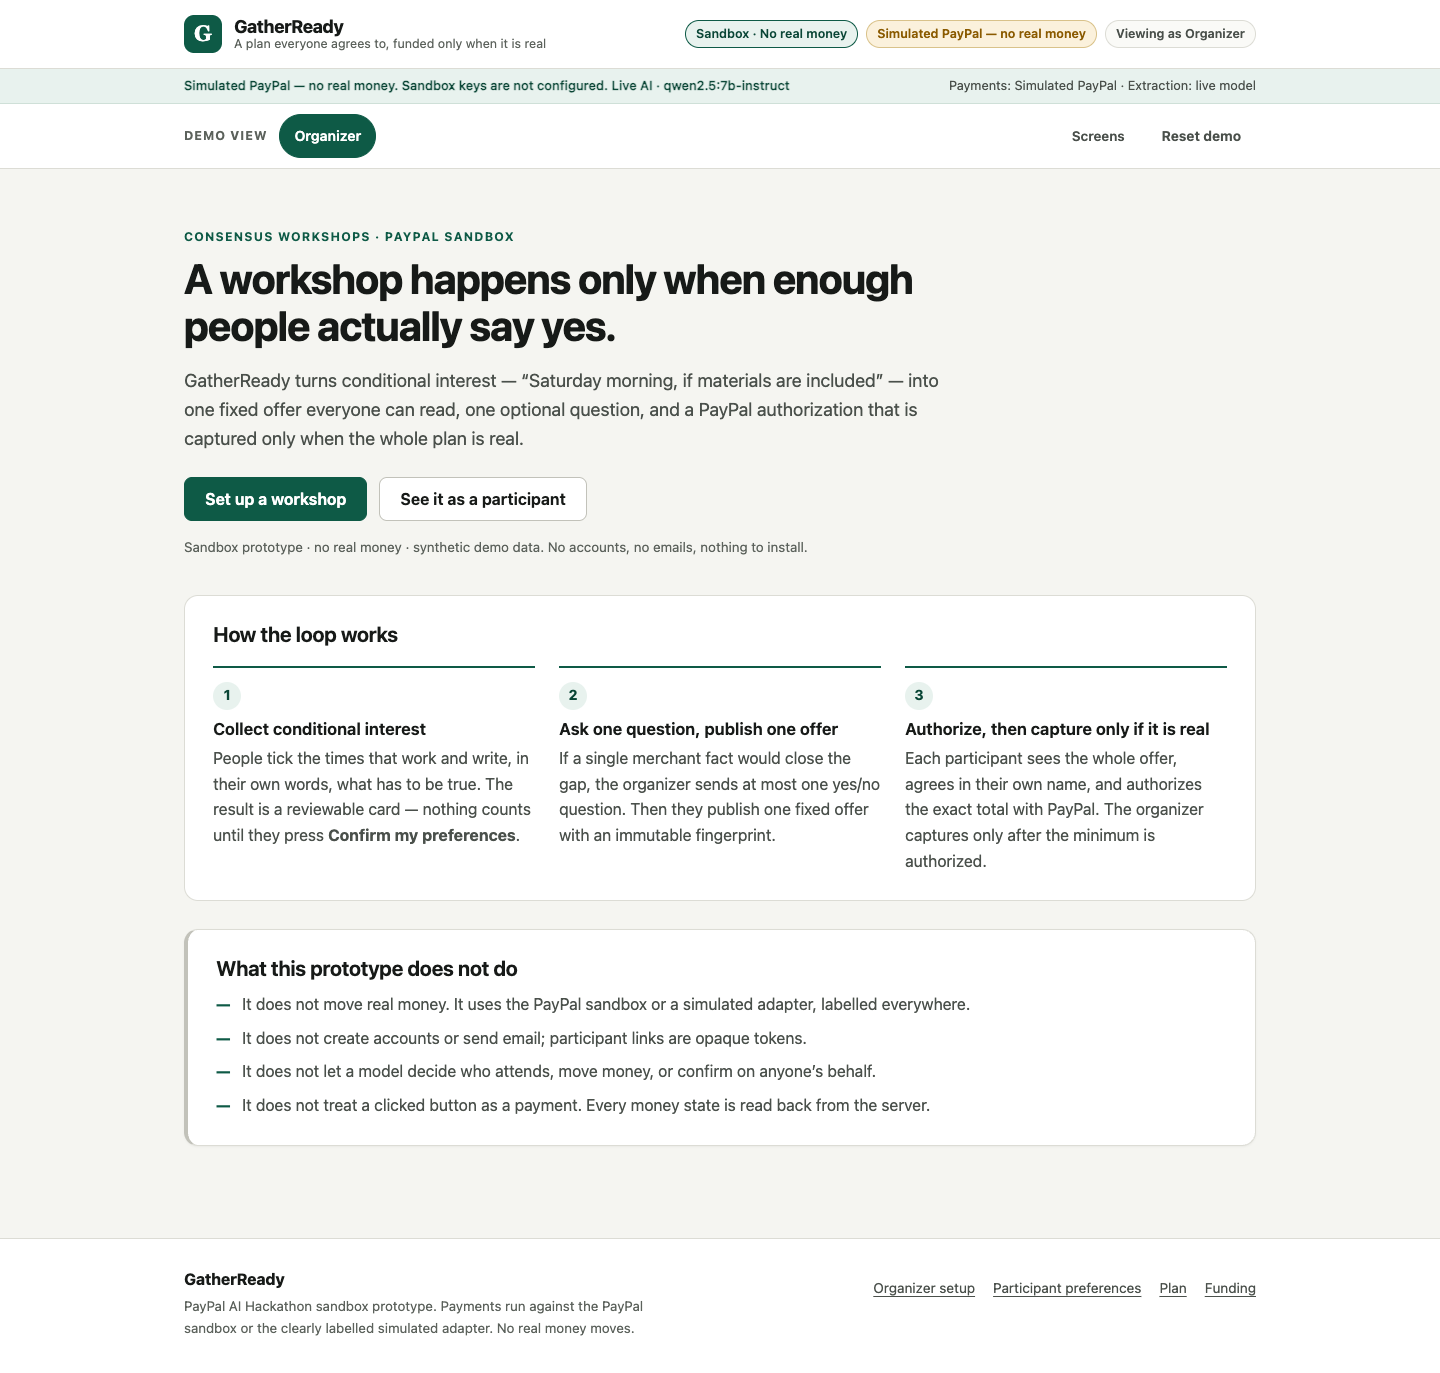 G
GatherReady
A plan everyone agrees to, funded only when it is real
Sandbox · No real money
Simulated PayPal — no real money
Viewing as Organizer
Simulated PayPal — no real money. Sandbox keys are not configured. Live AI · qwen2.5:7b-instruct
Payments: Simulated PayPal · Extraction: live model
DEMO VIEW
Organizer
Screens
Reset demo
CONSENSUS WORKSHOPS · PAYPAL SANDBOX
A workshop happens only when enough
people actually say yes.
GatherReady turns conditional interest — “Saturday morning, if materials are included” — into
one fixed offer everyone can read, one optional question, and a PayPal authorization that is
captured only when the whole plan is real.
Set up a workshop
See it as a participant
Sandbox prototype · no real money · synthetic demo data. No accounts, no emails, nothing to install.
How the loop works
1
Collect conditional interest
People tick the times that work and write, in
their own words, what has to be true. The
result is a reviewable card — nothing counts
until they press Confirm my preferences.
2
Ask one question, publish one offer
If a single merchant fact would close the
gap, the organizer sends at most one yes/no
question. Then they publish one fixed offer
with an immutable fingerprint.
3
Authorize, then capture only if it is real
Each participant sees the whole offer,
agrees in their own name, and authorizes
the exact total with PayPal. The organizer
captures only after the minimum is
authorized.
What this prototype does not do
— It does not move real money. It uses the PayPal sandbox or a simulated adapter, labelled everywhere.
— It does not create accounts or send email; participant links are opaque tokens.
— It does not let a model decide who attends, move money, or confirm on anyone’s behalf.
— It does not treat a clicked button as a payment. Every money state is read back from the server.
GatherReady
PayPal AI Hackathon sandbox prototype. Payments run against the PayPal
sandbox or the clearly labelled simulated adapter. No real money moves.
Organizer setup
Participant preferences
Plan
Funding